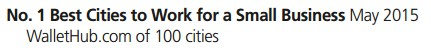 No. 1 Best Cities to Work for a Small Business May 2015
WalletHub.com of 100 cities